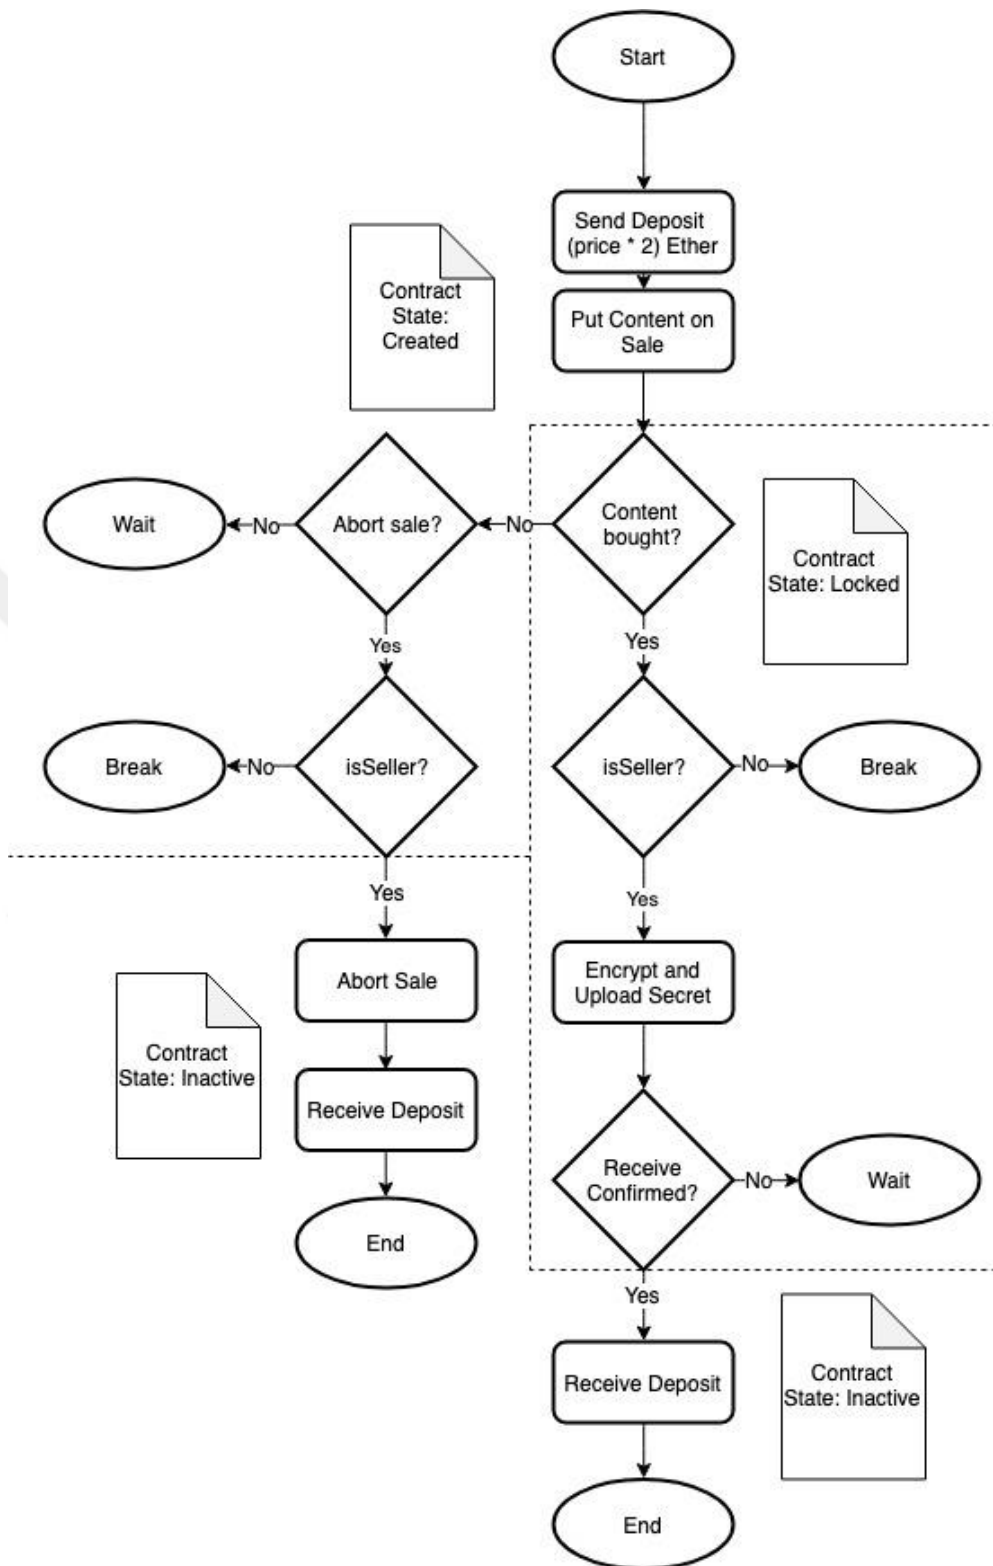 Start
Send Deposit
(price * 2) Ether
Contract
State:
Created
Put Content on
Sale
Wait
No
Abort sale?
No
Content
bought?
Contract
State: Locked
Yes
Yes
Break
No
isSeller?
isSeller?
No
Break
Yes
Yes
Abort Sale
Encrypt and
Upload Secret
Contract
State: Inactive
Receive Deposit
Receive
Confirmed?
No
Wait
End
Yes
Receive Deposit
Contract
State: Inactive
End